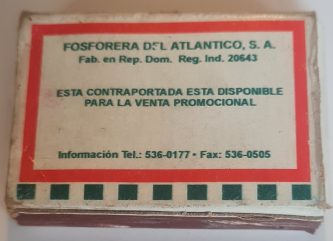 FOSFORERA DEL ATLANTICO, S. A.
Fab. en Rep. Dom. Reg. Ind. 20643
ESTA CONTRAPORTADA ESTA DISPONIBLE
PARA LA VENTA PROMOCIONAL
Información Tel.: 536-0177 • Fax: 536-0505